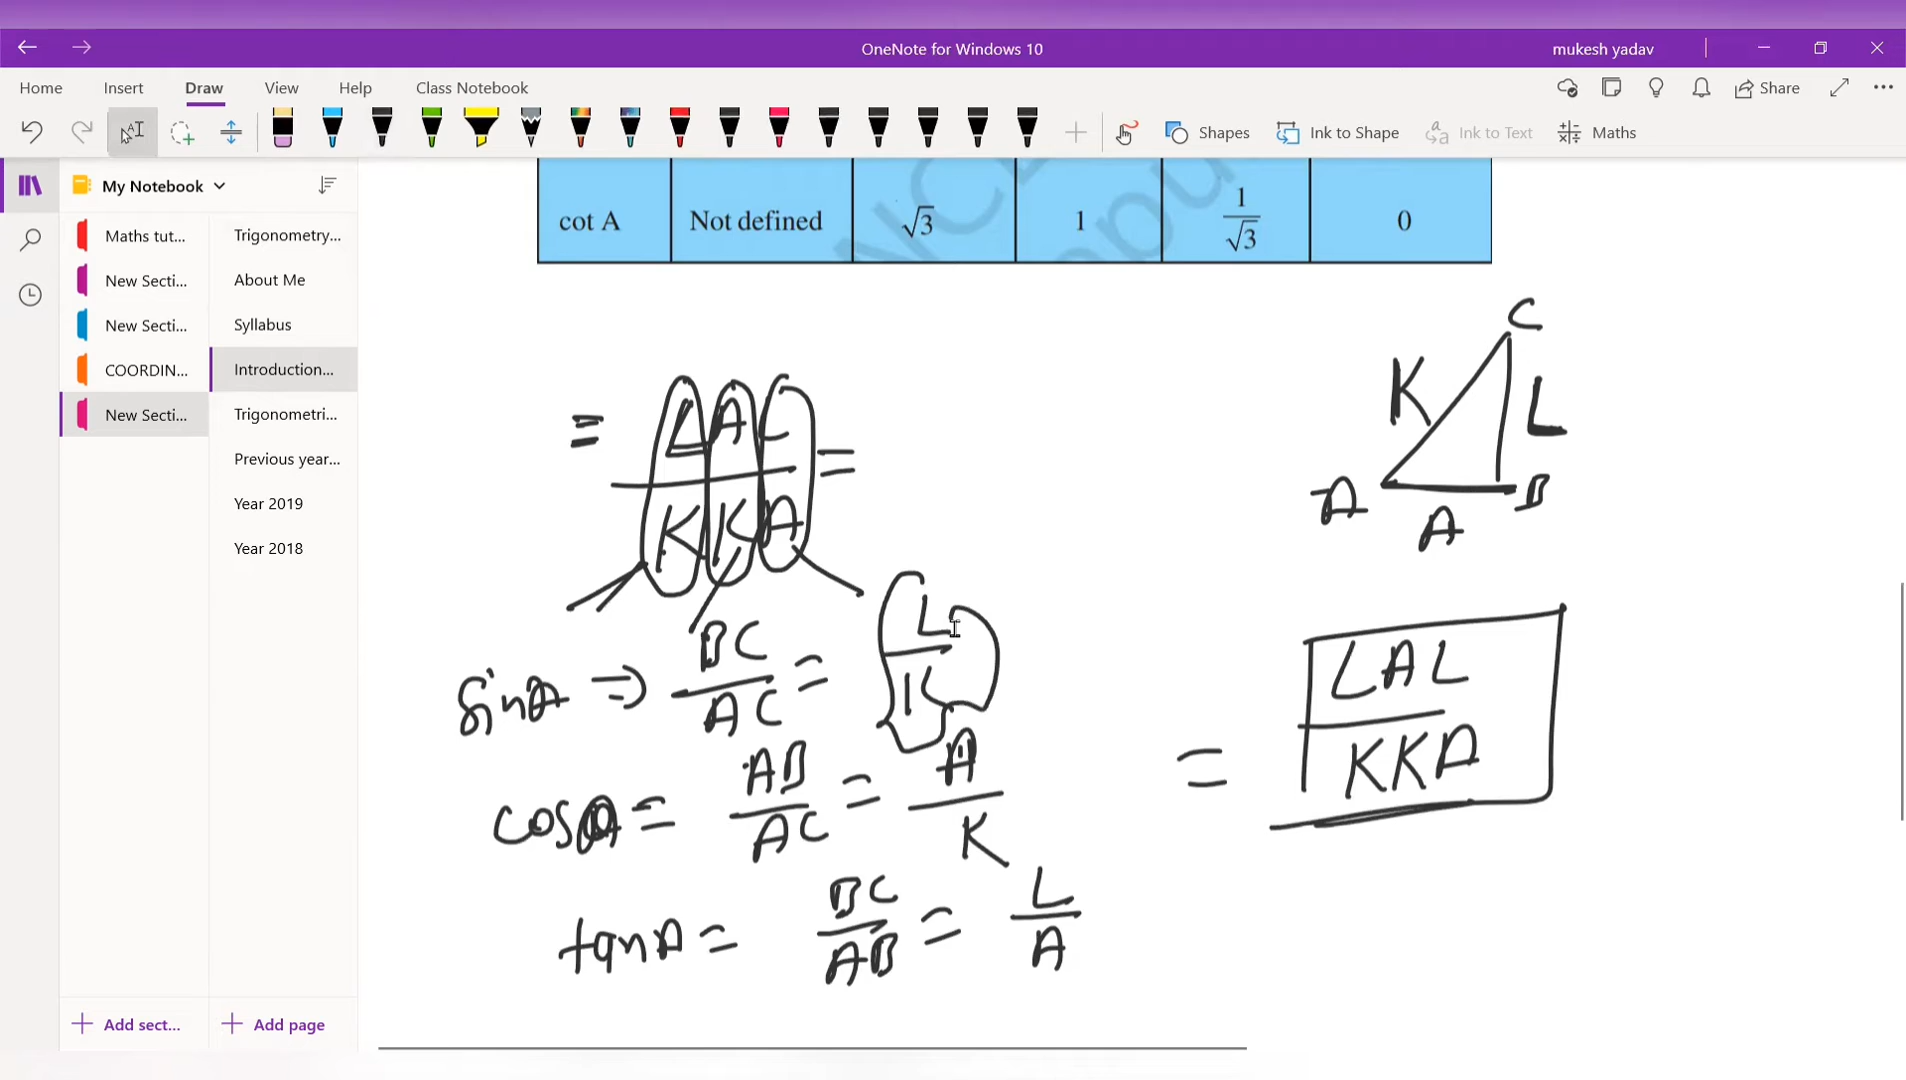 OneNote for Windows 10
mukesh yadav
Home Insert Draw View Help Class Notebook
Share
Shapes Ink to Shape Ink to Text Maths
My Notebook
Maths tut...
New Secti...
New Secti...
COORDIN...
New Secti...
Trigonometry...
About Me
Syllabus
Introduction...
Trigonometri...
Previous year...
Year 2019
Year 2018
Add sect...
Add page
cot A Not defined √3 1 1/√3 0
C
K L
A B
A
= LAL/KKA =
sinA => BC/AC = L/K
cosA = AB/AC = A/K
tanA = BC/AB = L/A
= LAL/KKA